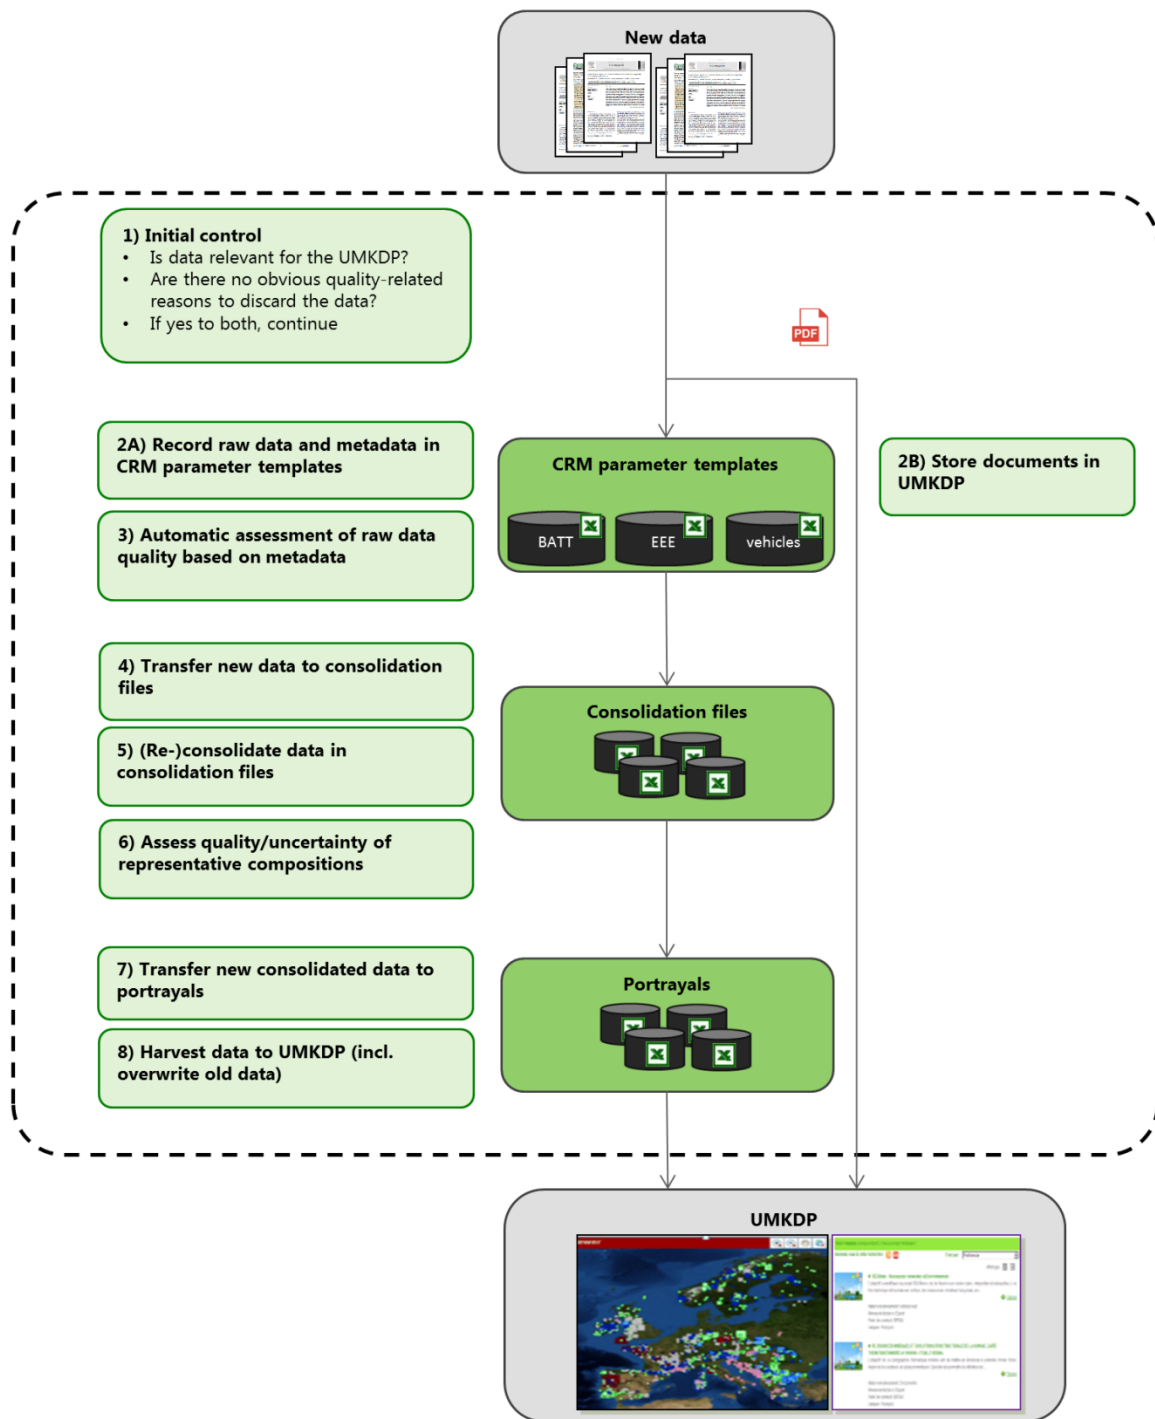 New data
1) Initial control
• Is data relevant for the UMKDP?
• Are there no obvious quality-related
reasons to discard the data?
• If yes to both, continue
PDF
2A) Record raw data and metadata in
CRM parameter templates
CRM parameter templates
BATT
EEE
vehicles
2B) Store documents in
UMKDP
3) Automatic assessment of raw data
quality based on metadata
4) Transfer new data to consolidation
files
Consolidation files
5) (Re-)consolidate data in
consolidation files
6) Assess quality/uncertainty of
representative compositions
7) Transfer new consolidated data to
portrayals
Portrayals
8) Harvest data to UMKDP (incl.
overwrite old data)
UMKDP